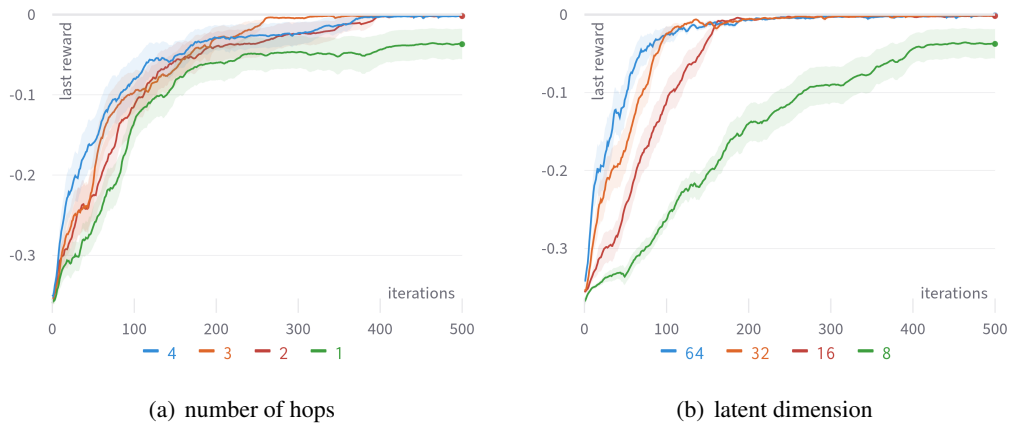 0
-0.1
-0.2
-0.3
last reward
iterations
0 100 200 300 400 500
4 3 2 1
(a) number of hops
0
-0.1
-0.2
-0.3
last reward
iterations
0 100 200 300 400 500
64 32 16 8
(b) latent dimension